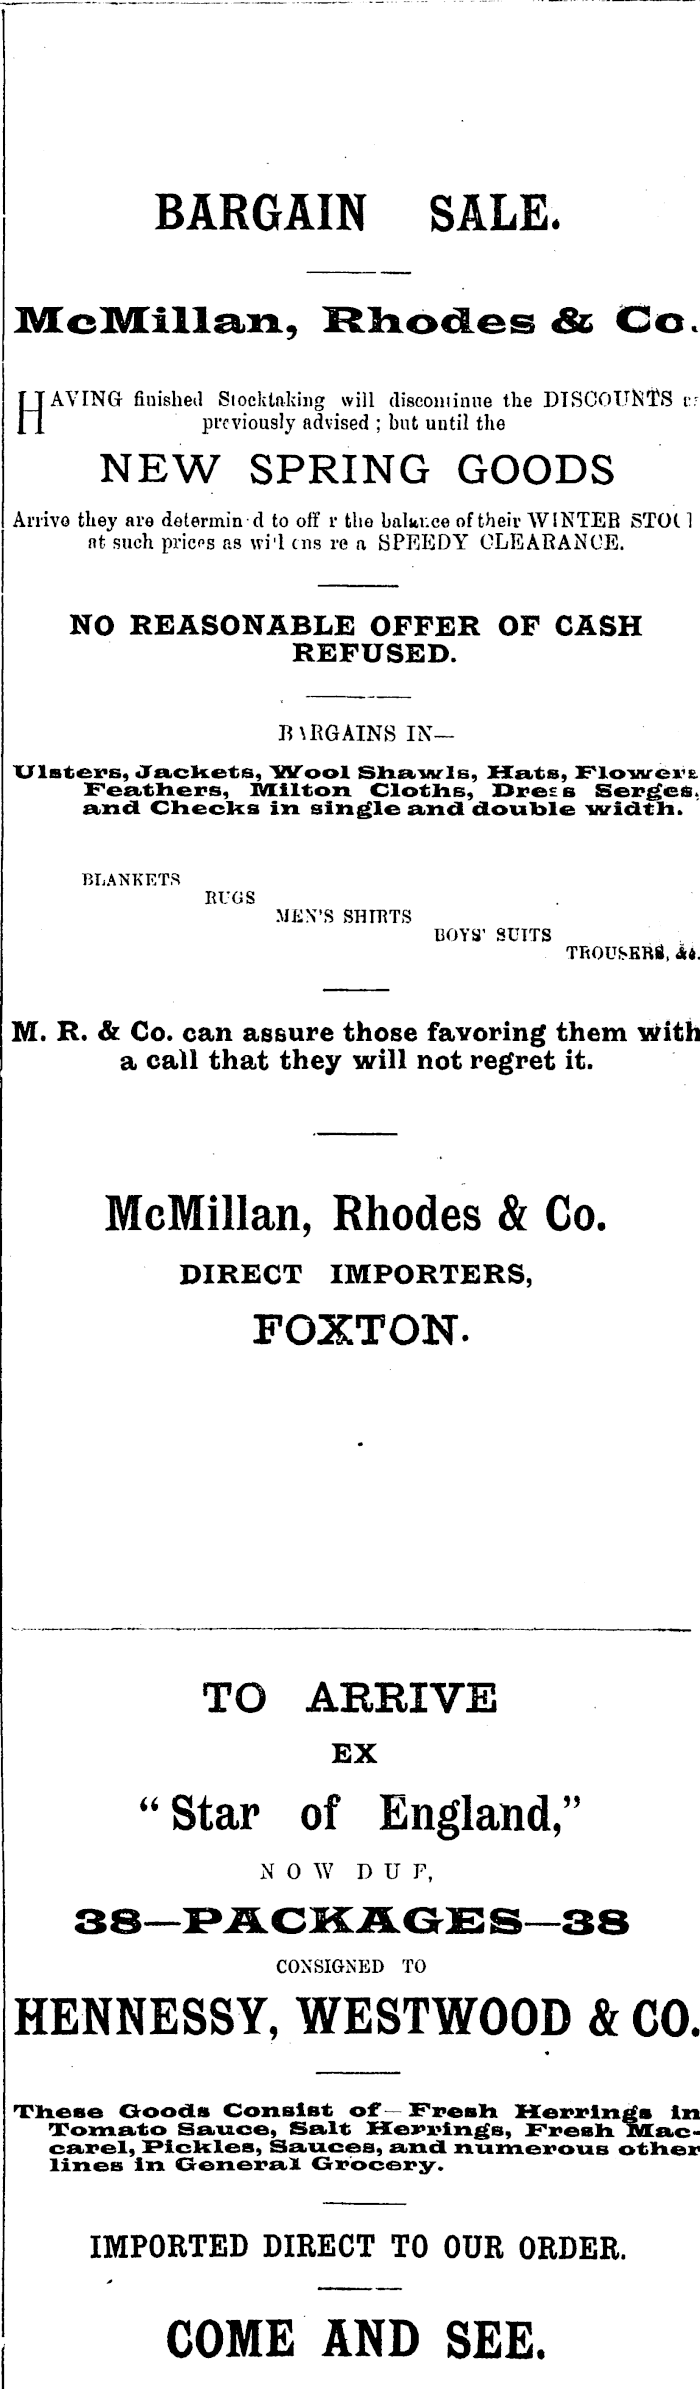 BARGAIN SALE.
McMillan, Rhodes & Co.
HAVING finished Stocktaking will discontinue the DISCOUNTS
previously advised ; but until the
NEW SPRING GOODS
Arrive they are determin d to off r the balance of their WINTER STOC
at such prices as wi'l ens re a SPEEDY CLEARANCE.
NO REASONABLE OFFER OF CASH
REFUSED.
BARGAINS IN—
Ulsters, Jackets, Wool Shawls, Hats, Flowers
Feathers, Milton Cloths, Dress Serges,
and Checks in single and double width.
BLANKETS
RUGS
MEN'S SHIRTS
BOYS' SUITS
TROUSERS, &c.
M. R. & Co. can assure those favoring them with
a call that they will not regret it.
McMillan, Rhodes & Co.
DIRECT IMPORTERS,
FOXTON.
TO ARRIVE
EX
"Star of England,"
NOW DUE,
38—PACKAGES—38
CONSIGNED TO
HENNESSY, WESTWOOD & CO.
These Goods Consist of—Fresh Herrings in
Tomato Sauce, Salt Herrings, Fresh Mac-
carel, Pickles, Sauces, and numerous other
lines in General Grocery.
IMPORTED DIRECT TO OUR ORDER.
COME AND SEE.